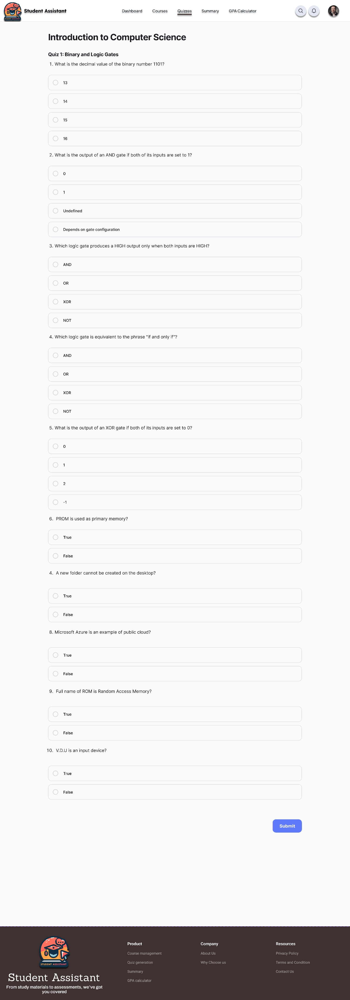 STUDENT ASSISTANT
Student Assistant
Dashboard
Courses
Quizzes
Summary
GPA Calculator
Introduction to Computer Science
Quiz 1: Binary and Logic Gates
1. What is the decimal value of the binary number 1101?
13
14
15
16
2. What is the output of an AND gate if both of its inputs are set to 1?
0
1
Undefined
Depends on gate configuration
3. Which logic gate produces a HIGH output only when both inputs are HIGH?
AND
OR
XOR
NOT
4. Which logic gate is equivalent to the phrase "if and only if"?
AND
OR
XOR
NOT
5. What is the output of an XOR gate if both of its inputs are set to 0?
0
1
2
-1
6. PROM is used as primary memory?
True
False
4. A new folder cannot be created on the desktop?
True
False
8. Microsoft Azure is an example of public cloud?
True
False
9. Full name of ROM is Random Access Memory?
True
False
10. V.D.U is an input device?
True
False
Submit
STUDENT ASSISTANT
Student Assistant
From study materials to assessments, we've got
you covered
Product
Course management
Quiz generation
Summary
GPA calculator
Company
About Us
Why Choose us
Resources
Privacy Policy
Terms and Condition
Contact Us